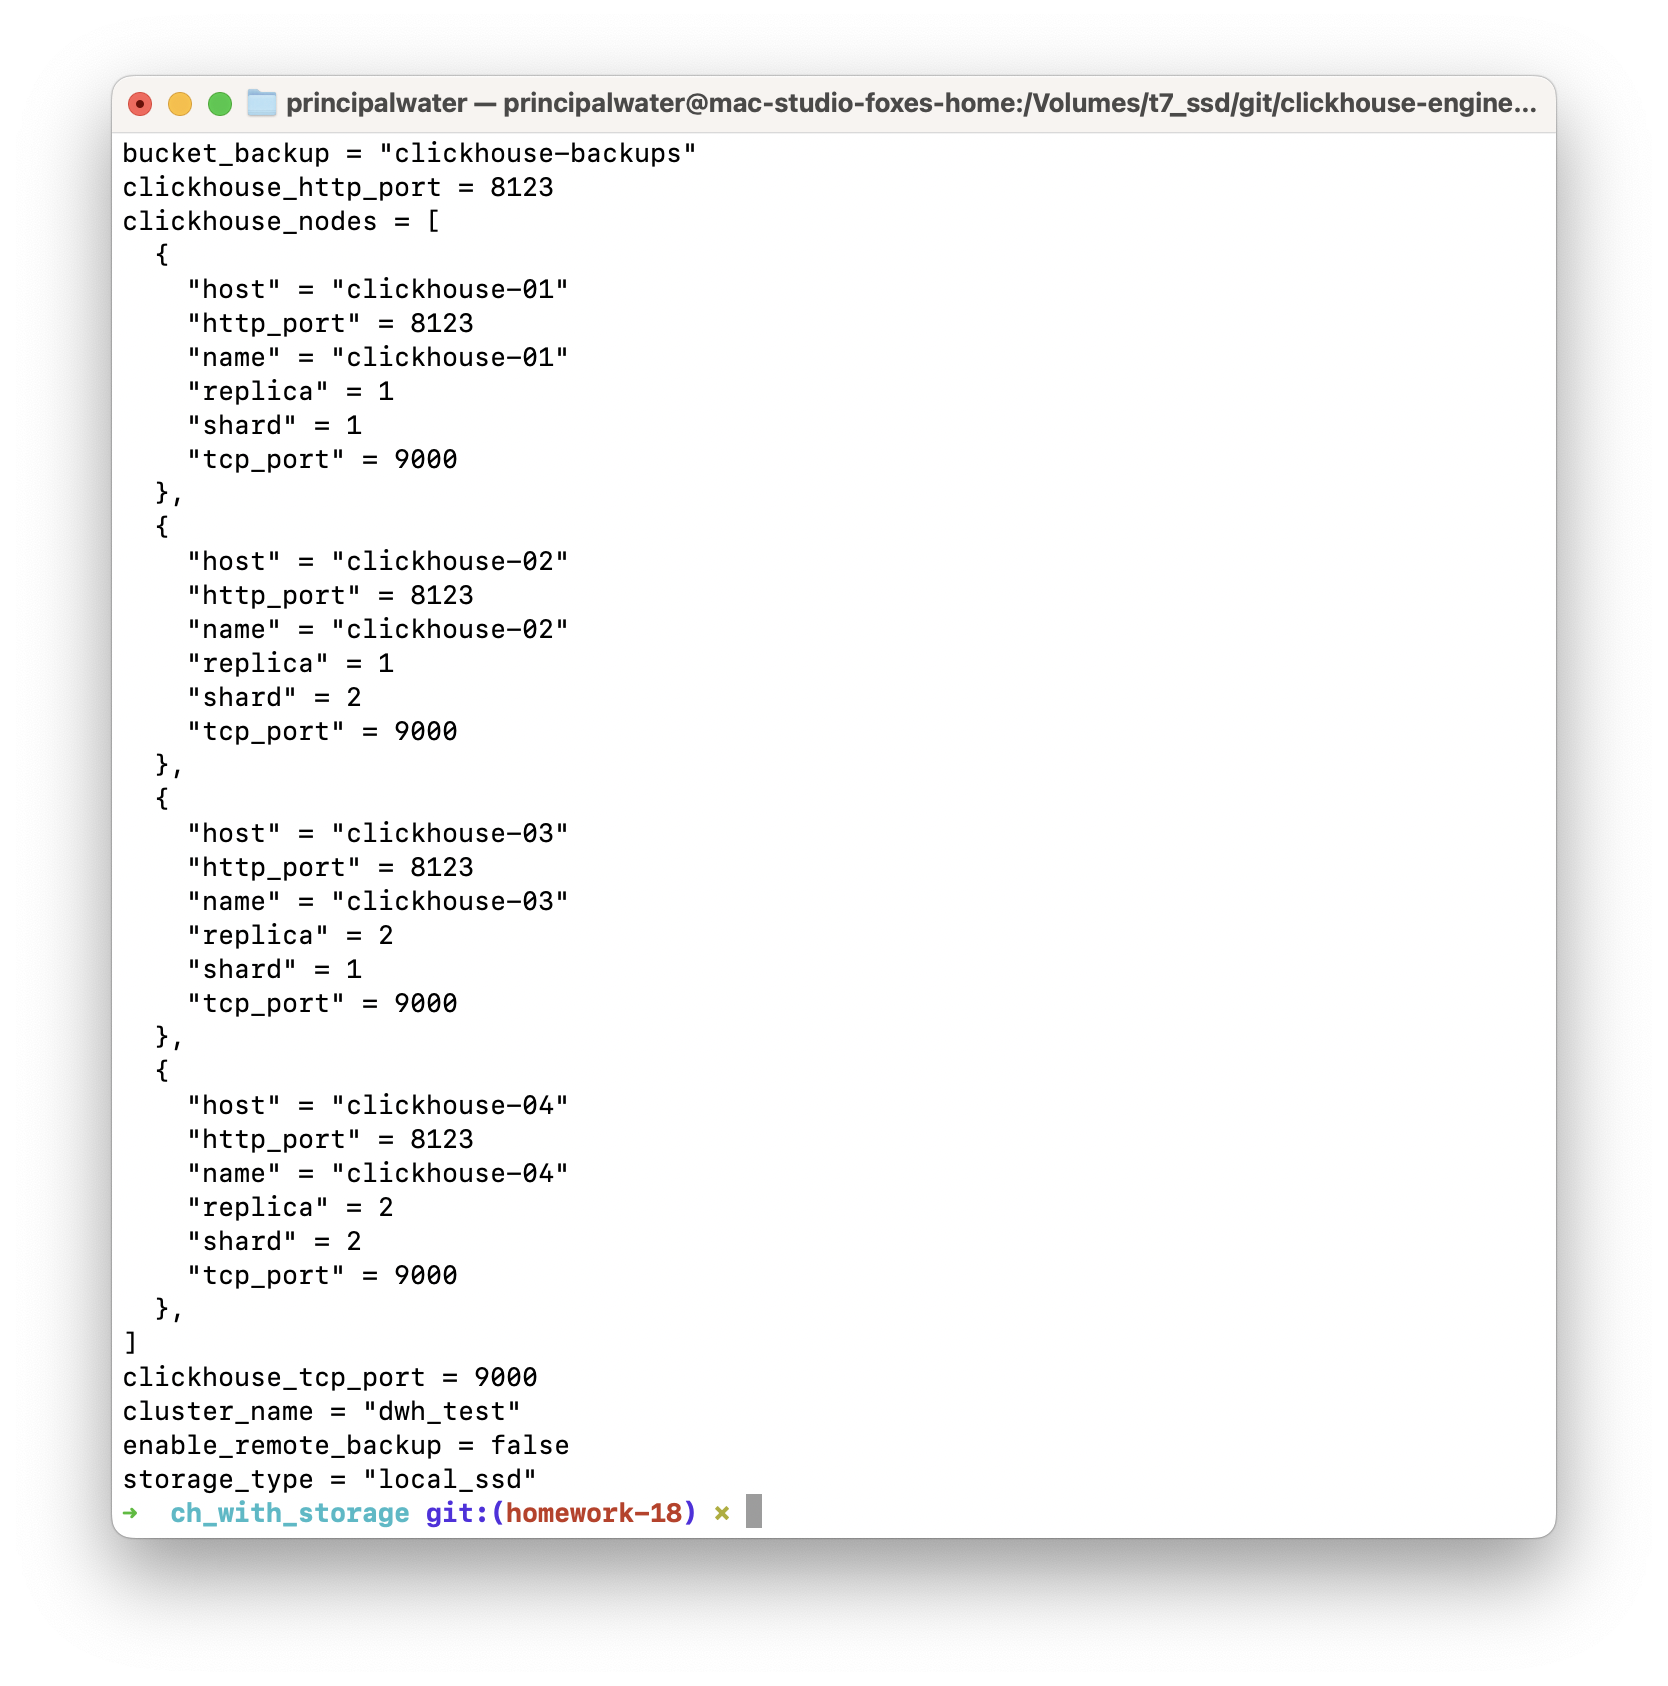 principalwater — principalwater@mac-studio-foxes-home:/Volumes/t7_ssd/git/clickhouse-engine...
bucket_backup = "clickhouse-backups"
clickhouse_http_port = 8123
clickhouse_nodes = [
  {
    "host" = "clickhouse-01"
    "http_port" = 8123
    "name" = "clickhouse-01"
    "replica" = 1
    "shard" = 1
    "tcp_port" = 9000
  },
  {
    "host" = "clickhouse-02"
    "http_port" = 8123
    "name" = "clickhouse-02"
    "replica" = 1
    "shard" = 2
    "tcp_port" = 9000
  },
  {
    "host" = "clickhouse-03"
    "http_port" = 8123
    "name" = "clickhouse-03"
    "replica" = 2
    "shard" = 1
    "tcp_port" = 9000
  },
  {
    "host" = "clickhouse-04"
    "http_port" = 8123
    "name" = "clickhouse-04"
    "replica" = 2
    "shard" = 2
    "tcp_port" = 9000
  },
]
clickhouse_tcp_port = 9000
cluster_name = "dwh_test"
enable_remote_backup = false
storage_type = "local_ssd"
➜  ch_with_storage git:(homework-18) ✗